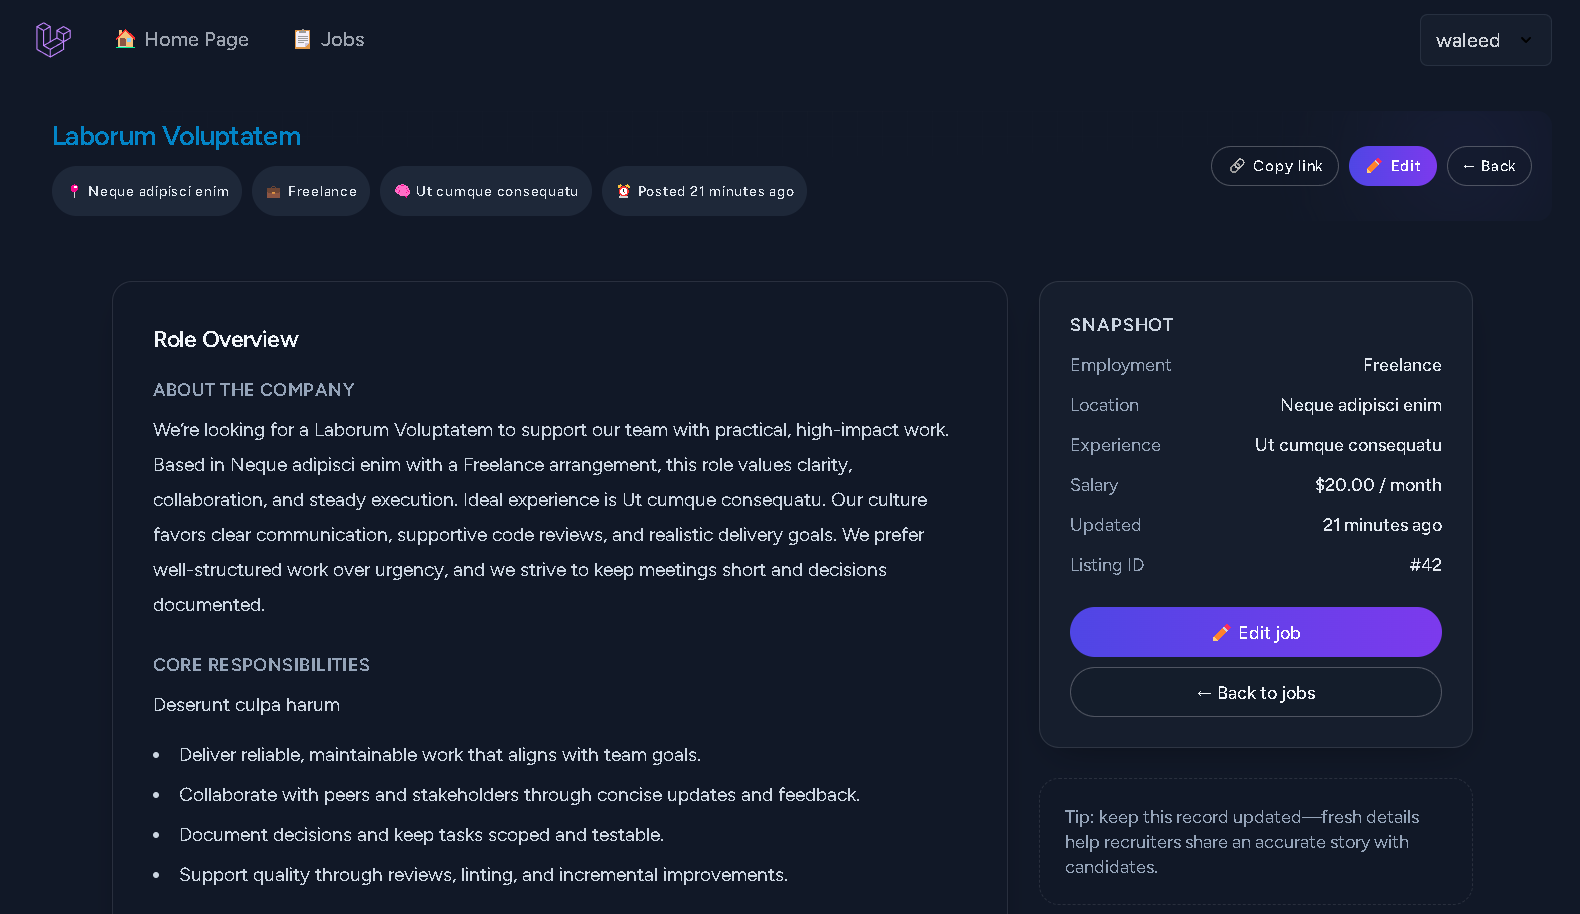 🏠 Home Page
📋 Jobs
waleed
Laborum Voluptatem
📍 Neque adipisci enim
💼 Freelance
🧠 Ut cumque consequatu
⏰ Posted 21 minutes ago
🔗 Copy link
✏️ Edit
← Back
Role Overview
ABOUT THE COMPANY
We’re looking for a Laborum Voluptatem to support our team with practical, high-impact work.
Based in Neque adipisci enim with a Freelance arrangement, this role values clarity,
collaboration, and steady execution. Ideal experience is Ut cumque consequatu. Our culture
favors clear communication, supportive code reviews, and realistic delivery goals. We prefer
well-structured work over urgency, and we strive to keep meetings short and decisions
documented.
CORE RESPONSIBILITIES
Deserunt culpa harum
• Deliver reliable, maintainable work that aligns with team goals.
• Collaborate with peers and stakeholders through concise updates and feedback.
• Document decisions and keep tasks scoped and testable.
• Support quality through reviews, linting, and incremental improvements.
SNAPSHOT
Employment Freelance
Location Neque adipisci enim
Experience Ut cumque consequatu
Salary $20.00 / month
Updated 21 minutes ago
Listing ID #42
✏️ Edit job
← Back to jobs
Tip: keep this record updated—fresh details
help recruiters share an accurate story with
candidates.